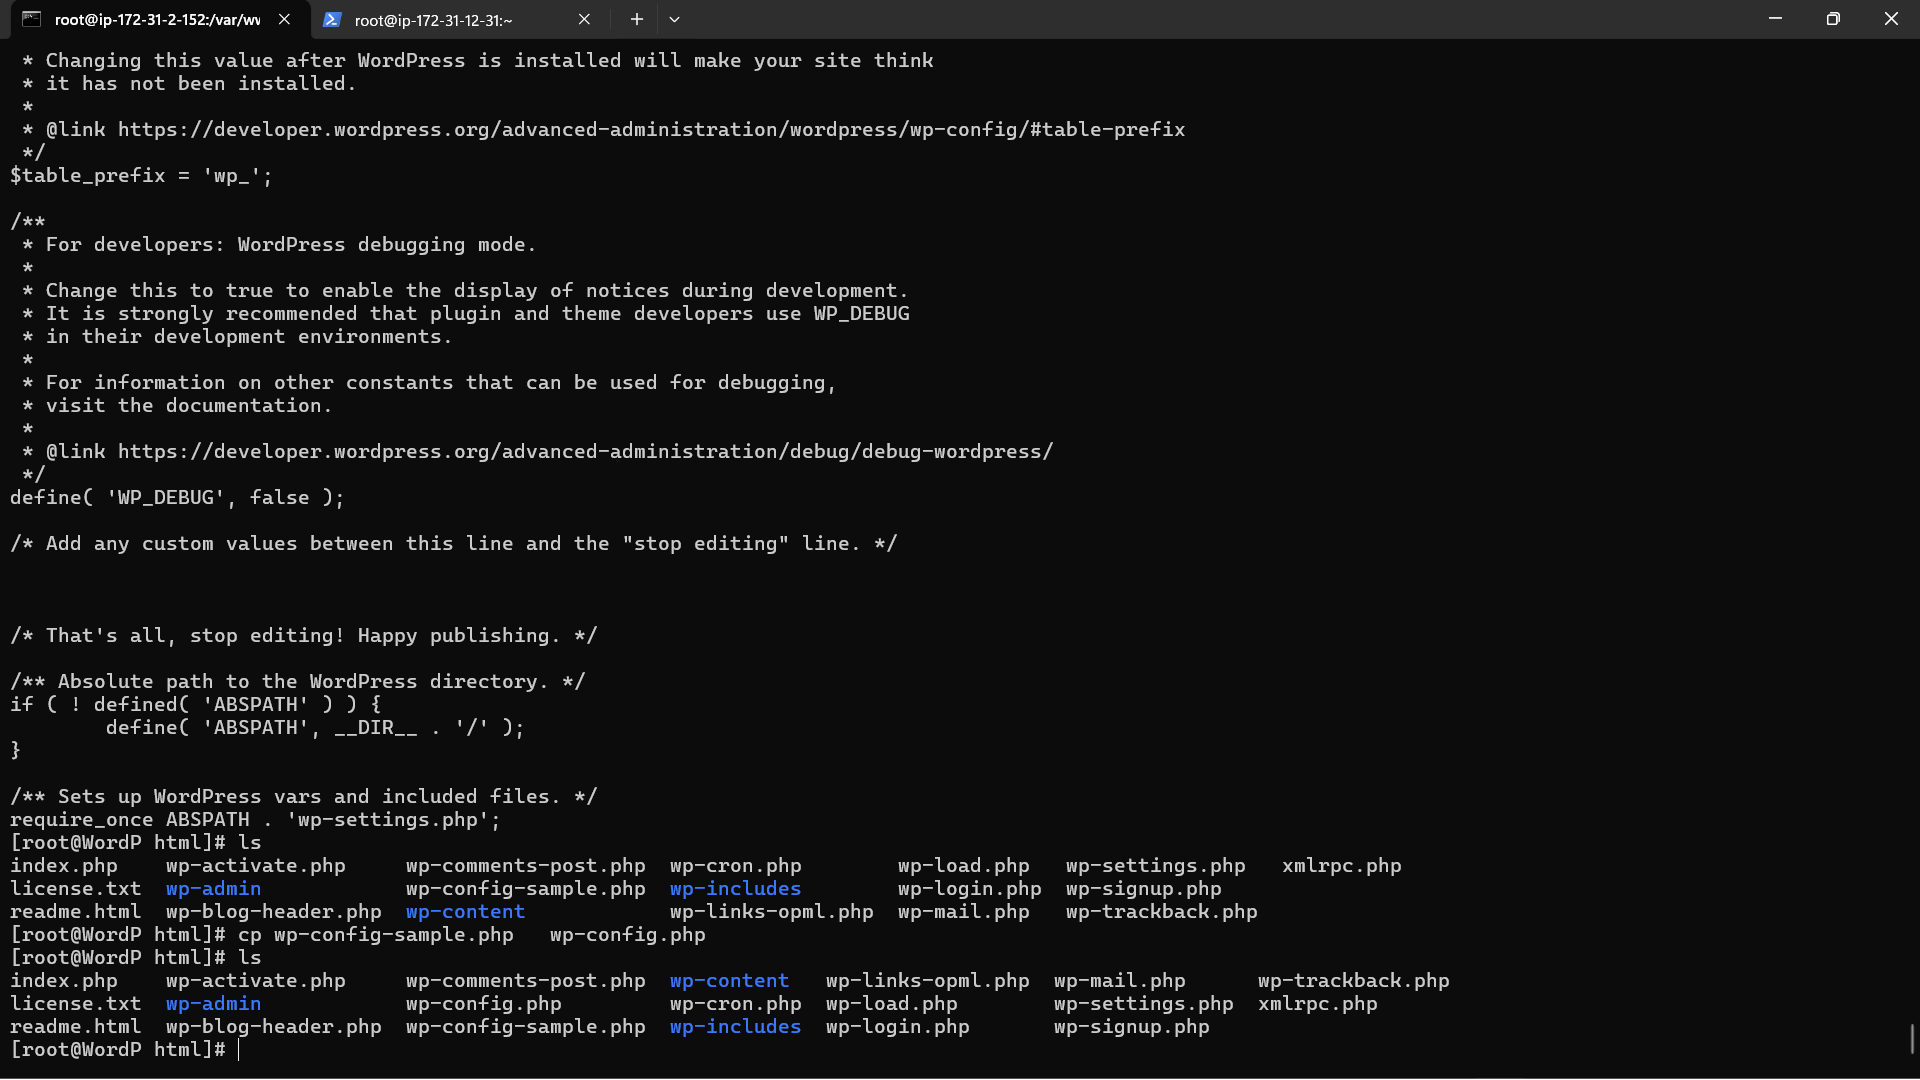 root@ip-172-31-2-152:/var/wv
root@ip-172-31-12-31:~
 * Changing this value after WordPress is installed will make your site think
 * it has not been installed.
 *
 * @link https://developer.wordpress.org/advanced-administration/wordpress/wp-config/#table-prefix
 */
$table_prefix = 'wp_';

/**
 * For developers: WordPress debugging mode.
 *
 * Change this to true to enable the display of notices during development.
 * It is strongly recommended that plugin and theme developers use WP_DEBUG
 * in their development environments.
 *
 * For information on other constants that can be used for debugging,
 * visit the documentation.
 *
 * @link https://developer.wordpress.org/advanced-administration/debug/debug-wordpress/
 */
define( 'WP_DEBUG', false );

/* Add any custom values between this line and the "stop editing" line. */

/* That's all, stop editing! Happy publishing. */

/** Absolute path to the WordPress directory. */
if ( ! defined( 'ABSPATH' ) ) {
        define( 'ABSPATH', __DIR__ . '/' );
}

/** Sets up WordPress vars and included files. */
require_once ABSPATH . 'wp-settings.php';
[root@WordP html]# ls
index.php    wp-activate.php     wp-comments-post.php  wp-cron.php        wp-load.php   wp-settings.php   xmlrpc.php
license.txt  wp-admin            wp-config-sample.php  wp-includes        wp-login.php  wp-signup.php
readme.html  wp-blog-header.php  wp-content            wp-links-opml.php  wp-mail.php   wp-trackback.php
[root@WordP html]# cp wp-config-sample.php   wp-config.php
[root@WordP html]# ls
index.php    wp-activate.php     wp-comments-post.php  wp-content   wp-links-opml.php  wp-mail.php      wp-trackback.php
license.txt  wp-admin            wp-config.php         wp-cron.php  wp-load.php        wp-settings.php  xmlrpc.php
readme.html  wp-blog-header.php  wp-config-sample.php  wp-includes  wp-login.php       wp-signup.php
[root@WordP html]#